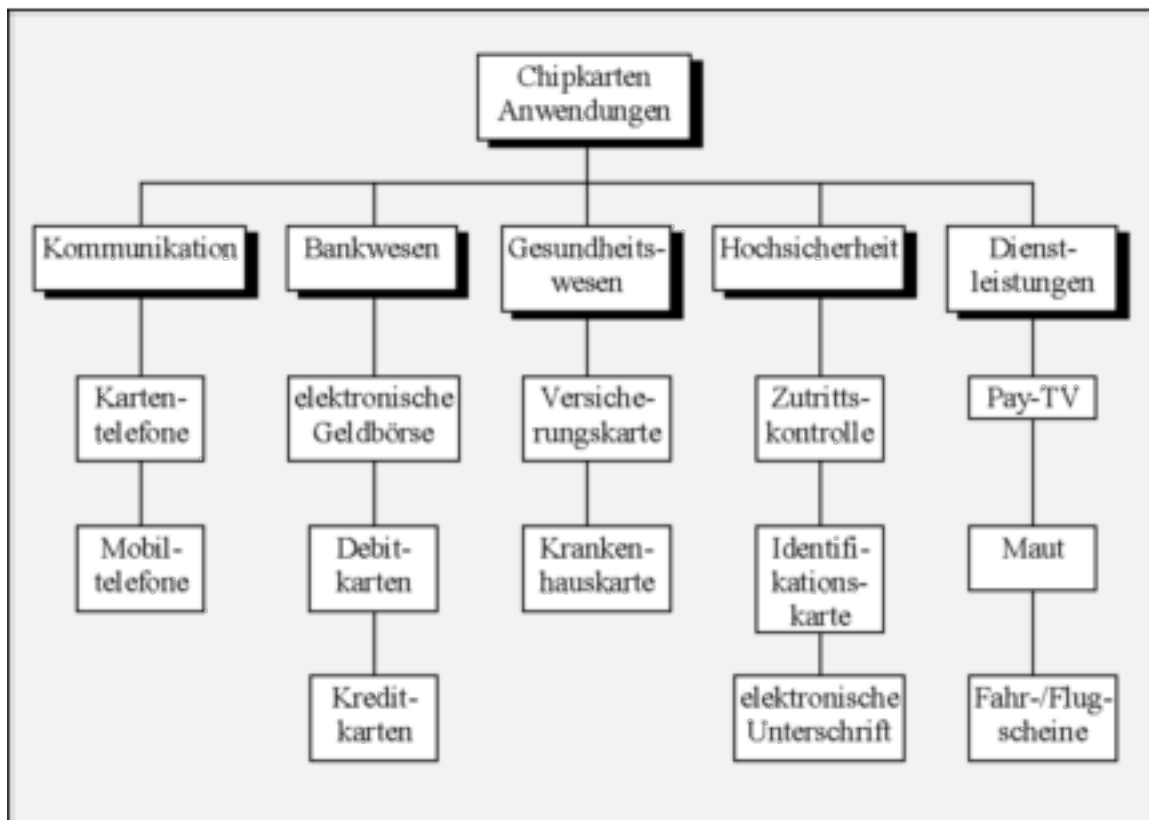 Chipkarten
Anwendungen
Kommunikation
Bankwesen
Gesundheits-
wesen
Hochsicherheit
Dienst-
leistungen
Karten-
telefone
elektronische
Geldbörse
Versiche-
rungskarte
Zutritts-
kontrolle
Pay-TV
Mobil-
telefone
Debit-
karten
Kranken-
hauskarte
Identifi-
kations-
karte
Maut
Kredit-
karten
elektronische
Unterschrift
Fahr-/Flug-
scheine